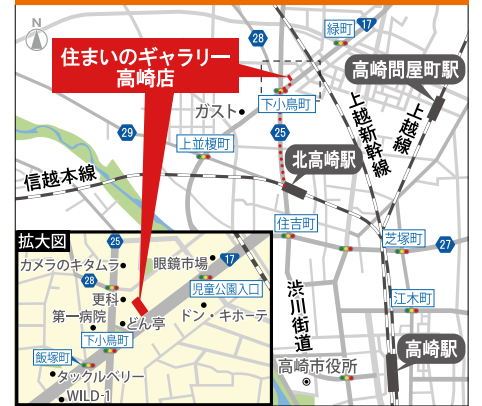 N
28
緑町
17
住まいのギャラリー
高崎店
高崎問屋町駅
ガスト
下小鳥町
上越新幹線
上越線
29
25
上並榎町
北高崎駅
信越本線
住吉町
芝塚町
27
拡大図
25
カメラのキタムラ
眼鏡市場
17
28
児童公園入口
更科
第一病院
どん亭
ドン・キホーテ
下小鳥町
飯塚町
タックルベリー
WILD-1
渋川街道
江木町
高崎駅
高崎市役所